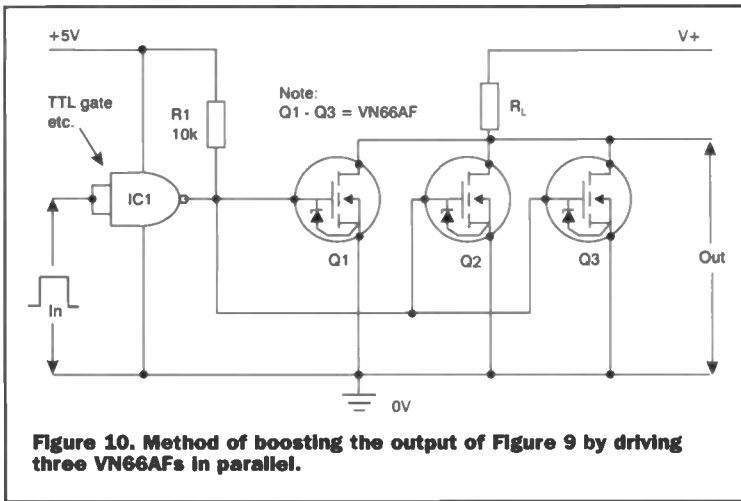 +5V
V+
TTL gate
etc.
R1
10k
Note:
Q1 - Q3 = VN66AF
RL
IC1
Q1
Q2
Q3
Out
In
0V
Figure 10. Method of boosting the output of Figure 9 by driving
three VN66AFs in parallel.